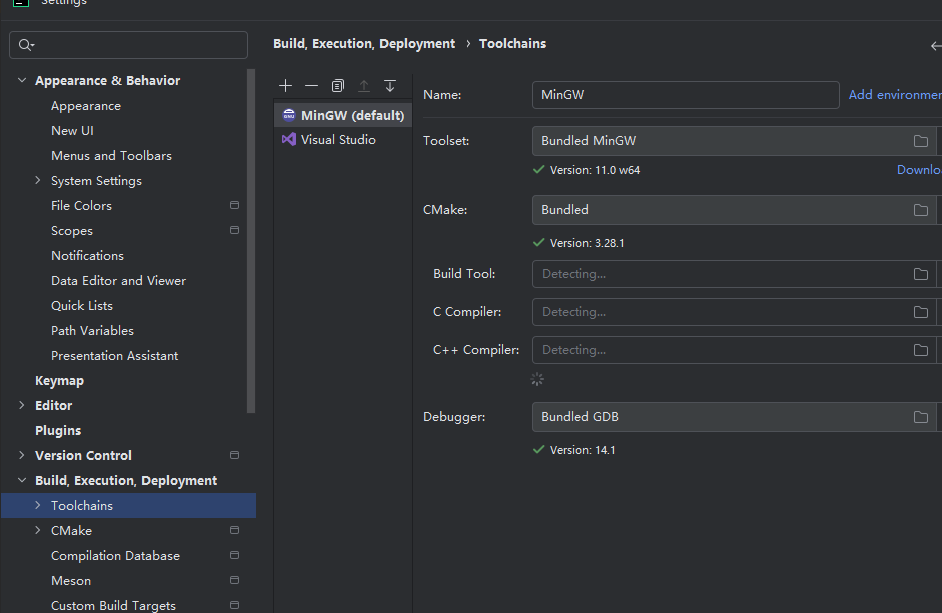 Settings
Build, Execution, Deployment › Toolchains
Appearance & Behavior
Appearance
New UI
Menus and Toolbars
System Settings
File Colors
Scopes
Notifications
Data Editor and Viewer
Quick Lists
Path Variables
Presentation Assistant
Keymap
Editor
Plugins
Version Control
Build, Execution, Deployment
Toolchains
CMake
Compilation Database
Meson
Custom Build Targets
MinGW (default)
Visual Studio
Name: MinGW Add environmen
Toolset: Bundled MinGW
Version: 11.0 w64 Downlo
CMake: Bundled
Version: 3.28.1
Build Tool: Detecting...
C Compiler: Detecting...
C++ Compiler: Detecting...
Debugger: Bundled GDB
Version: 14.1